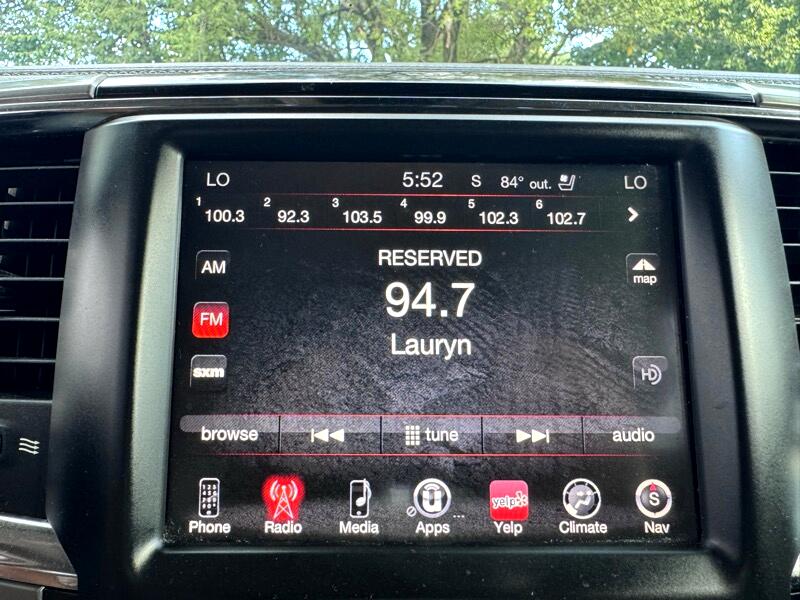 LO 5:52 S 84° out. LO
1 100.3 2 92.3 3 103.5 4 99.9 5 102.3 6 102.7
RESERVED
AM
map
94.7
FM
Lauryn
sxm
HD
browse tune audio
yelp
S
Phone Radio Media Apps Yelp Climate Nav